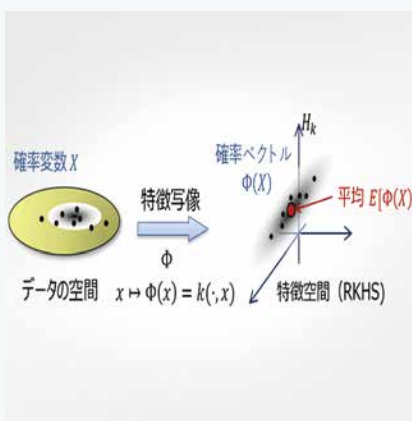 H_k
確率変数 X
確率ベクトル
Φ(X)
特徴写像
平均 E[Φ(X)
Φ
データの空間
x ↦ Φ(x) = k(·, x)
特徴空間 (RKHS)